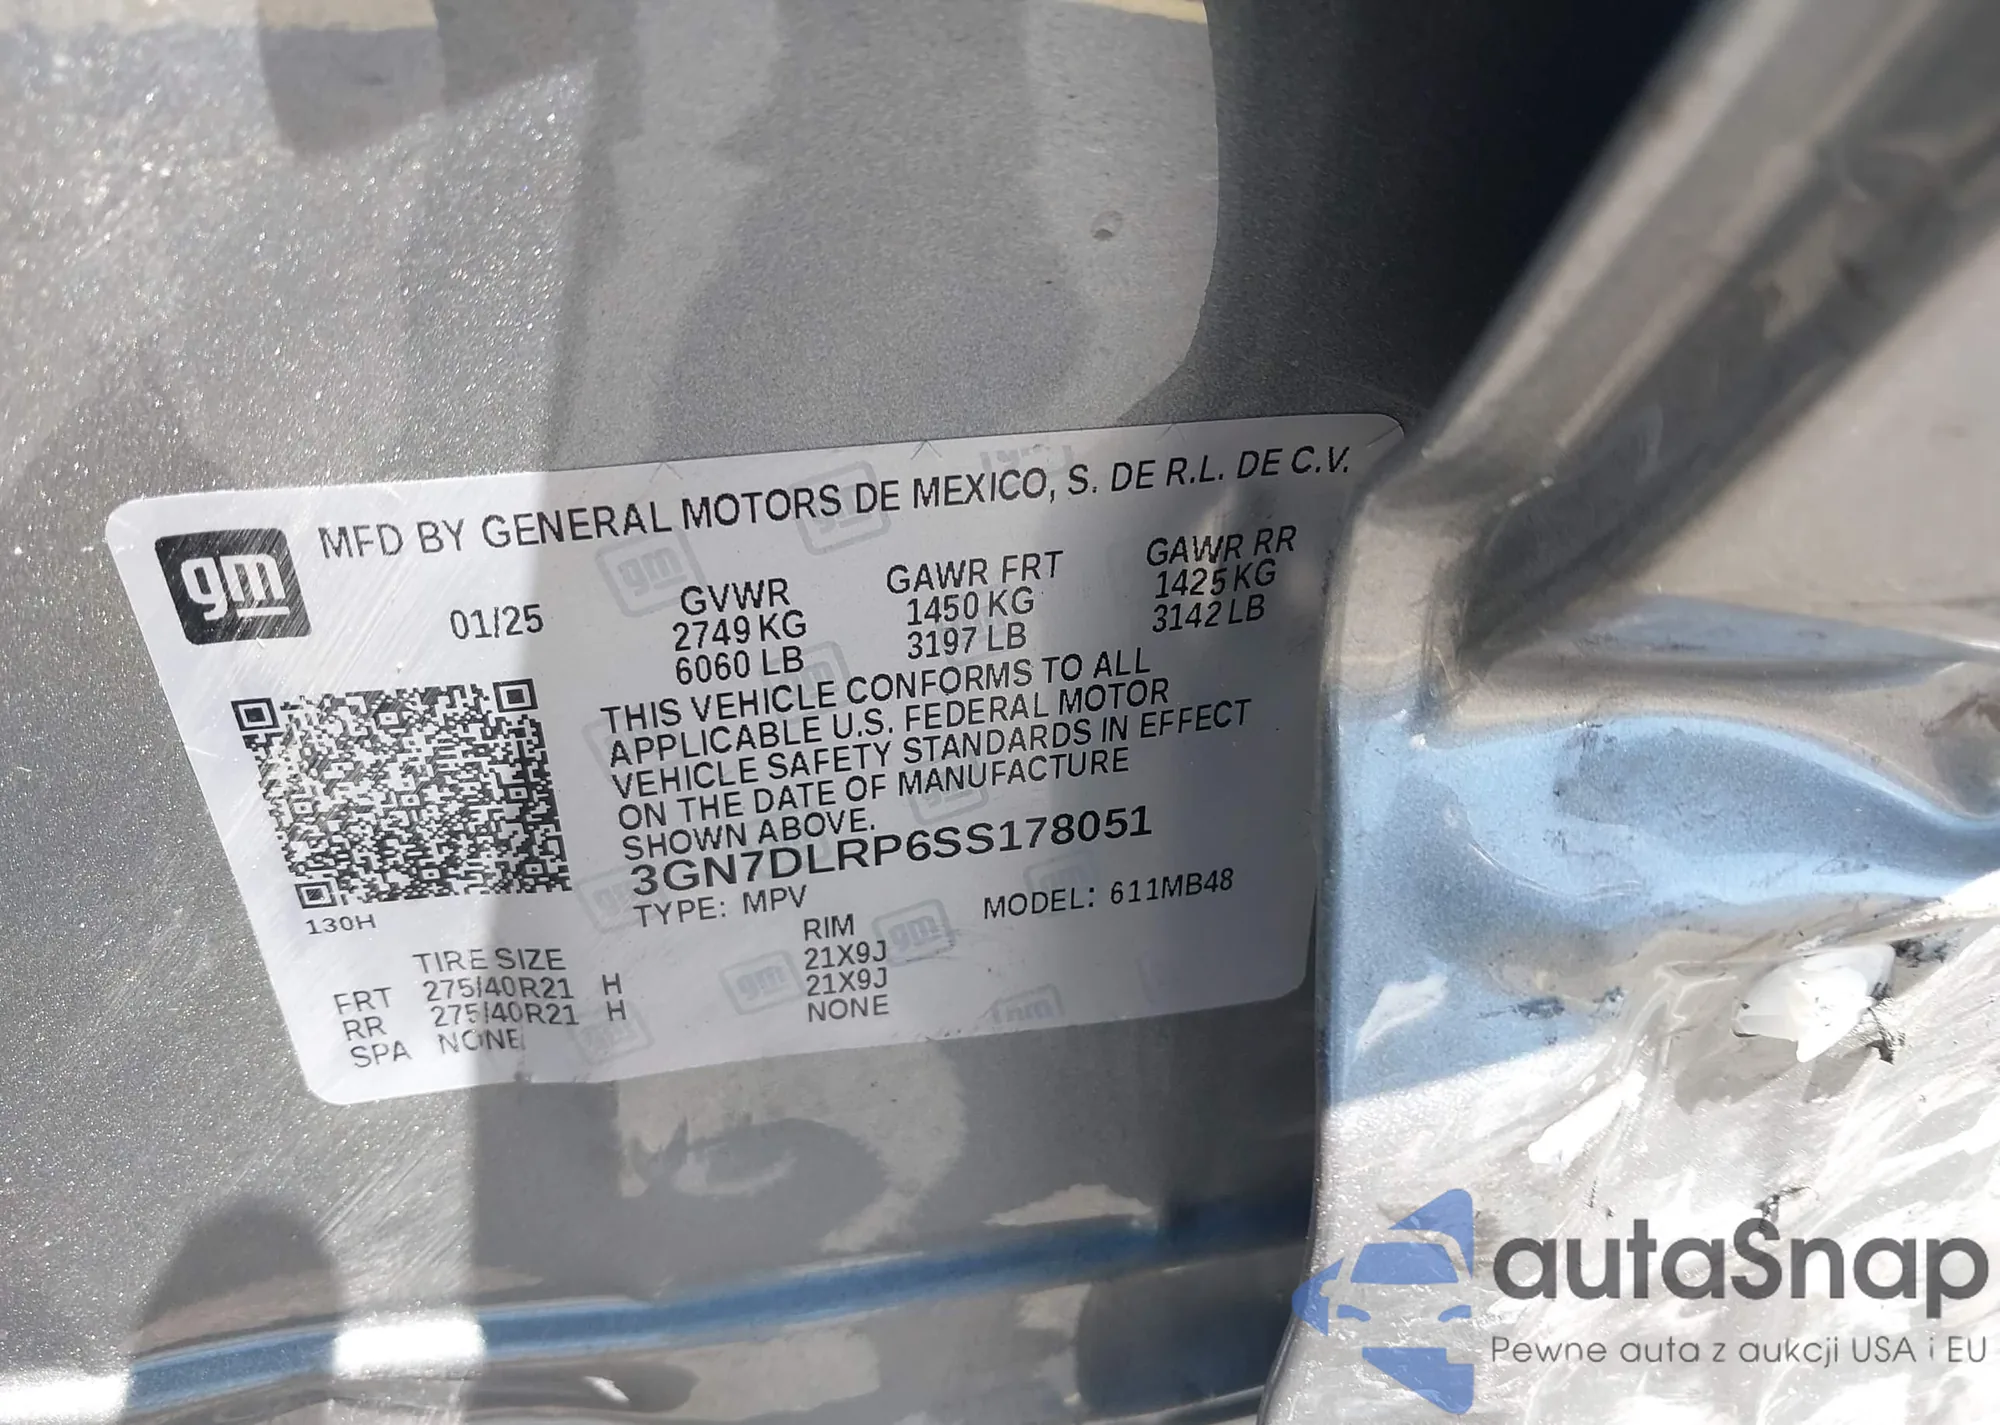 gm
MFD BY GENERAL MOTORS DE MEXICO, S. DE R.L. DE C.V.
01/25
GVWR
2749 KG
6060 LB
GAWR FRT
1450 KG
3197 LB
GAWR RR
1425 KG
3142 LB
THIS VEHICLE CONFORMS TO ALL
APPLICABLE U.S. FEDERAL MOTOR
VEHICLE SAFETY STANDARDS IN EFFECT
ON THE DATE OF MANUFACTURE
SHOWN ABOVE.
3GN7DLRP6SS178051
TYPE: MPV
MODEL: 611MB48
130H
TIRE SIZE
RIM
FRT 275/40R21 H 21X9J
RR 275/40R21 H 21X9J
SPA NONE NONE
autaSnap
Pewne auta z aukcji USA i EU